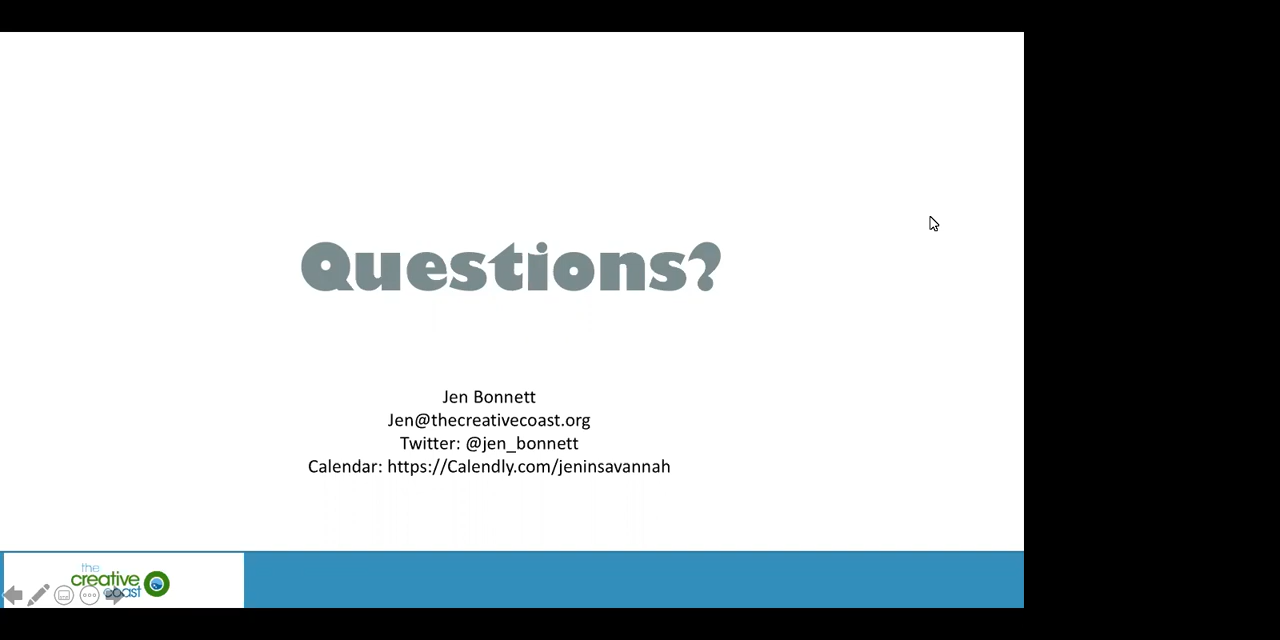 Questions?
Jen Bonnett
Jen@thecreativecoast.org
Twitter: @jen_bonnett
Calendar: https://Calendly.com/jeninsavannah
the
creative
coast